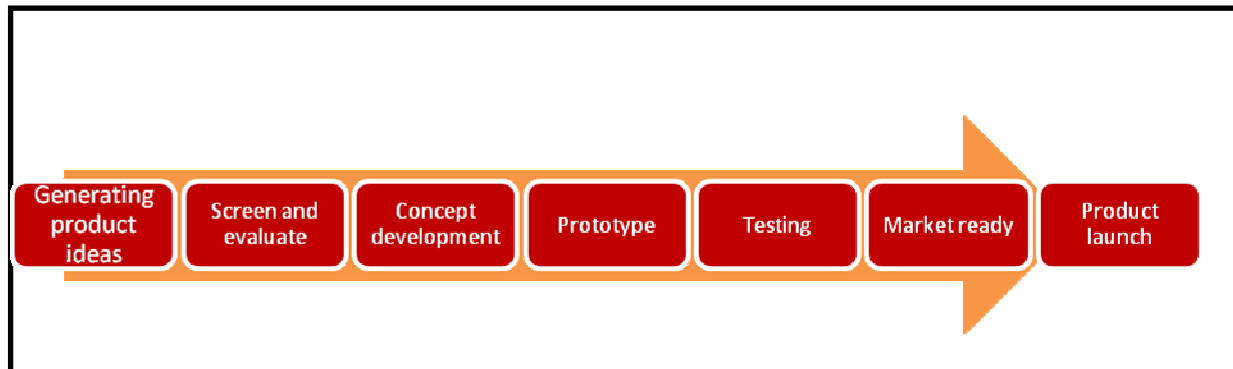 Generating
product
ideas
Screen and
evaluate
Concept
development
Prototype
Testing
Market ready
Product
launch